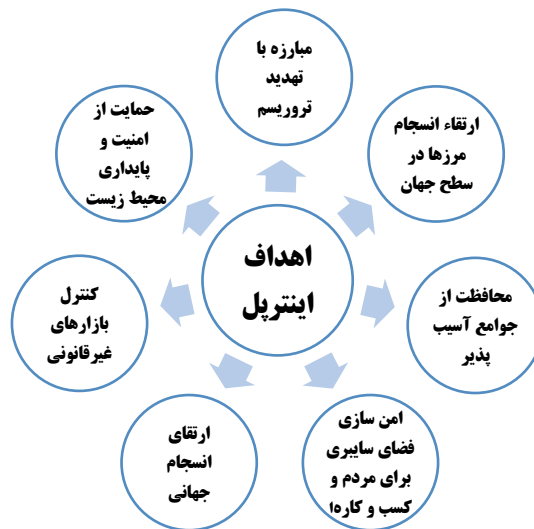 مبارزه با
تهدید
تروریسم
ارتقاء انسجام
مرزها در
سطح جهان
محافظت از
جوامع آسیب
پذیر
امن سازی
فضای سایبری
برای مردم و
کسب و کارها
ارتقای
انسجام
جهانی
کنترل
بازارهای
غیرقانونی
حمایت از
امنیت و
پایداری
محیط زیست
اهداف
اینترپل